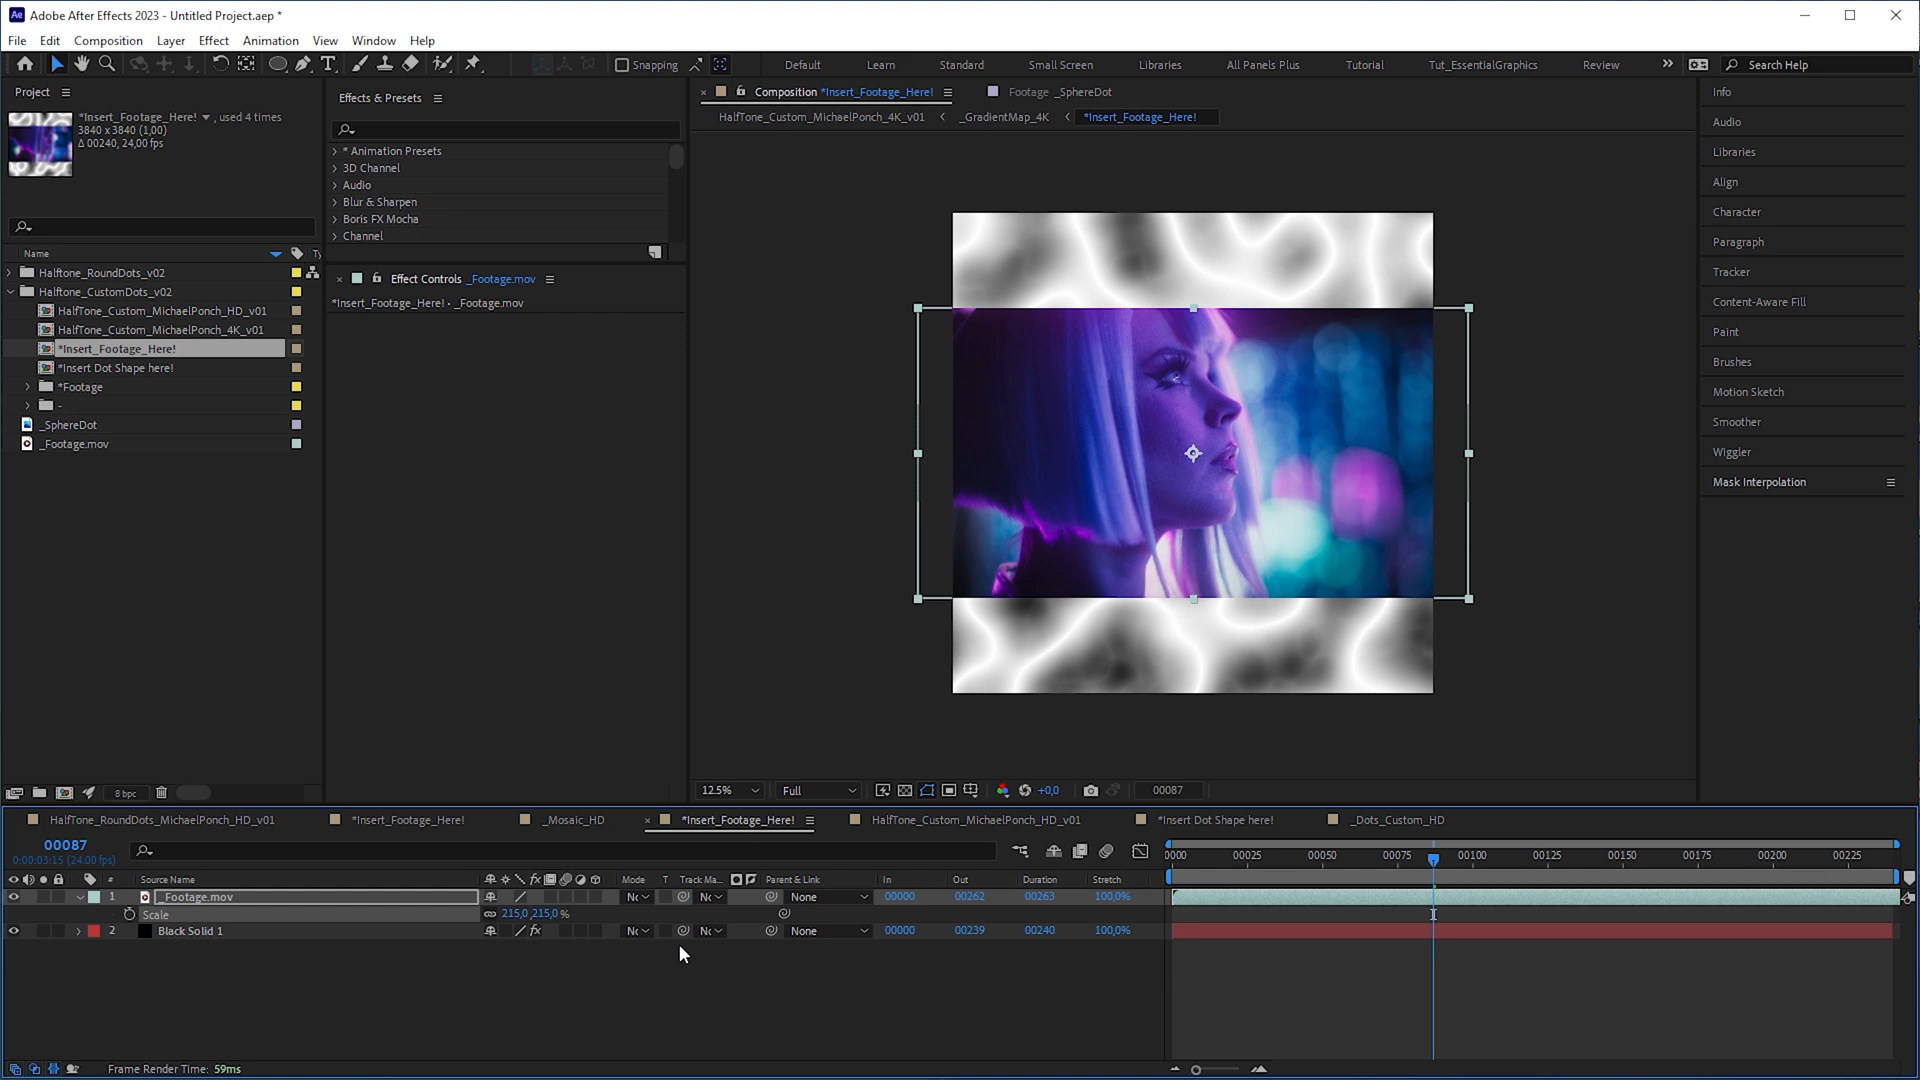 Ae Adobe After Effects 2023 - Untitled Project.aep *
File Edit Composition Layer Effect Animation View Window Help
Snapping Default Learn Standard Small Screen Libraries All Panels Plus Tutorial Tut_EssentialGraphics Review Search Help
Project
*Insert_Footage_Here! , used 4 times
3840 x 3840 (1,00)
Δ 00240, 24,00 fps
Name Ty
Halftone_RoundDots_v02
Halftone_CustomDots_v02
HalfTone_Custom_MichaelPonch_HD_v01
HalfTone_Custom_MichaelPonch_4K_v01
*Insert_Footage_Here!
*Insert Dot Shape here!
*Footage
-
_SphereDot
_Footage.mov
8 bpc
Effects & Presets
* Animation Presets
3D Channel
Audio
Blur & Sharpen
Boris FX Mocha
Channel
Effect Controls _Footage.mov
*Insert_Footage_Here! • _Footage.mov
Composition *Insert_Footage_Here! Footage _SphereDot
HalfTone_Custom_MichaelPonch_4K_v01 _GradientMap_4K *Insert_Footage_Here!
12.5% Full +0,0 00087
Info
Audio
Libraries
Align
Character
Paragraph
Tracker
Content-Aware Fill
Paint
Brushes
Motion Sketch
Smoother
Wiggler
Mask Interpolation
HalfTone_RoundDots_MichaelPonch_HD_v01 *Insert_Footage_Here! _Mosaic_HD *Insert_Footage_Here! HalfTone_Custom_MichaelPonch_HD_v01 *Insert Dot Shape here! _Dots_Custom_HD
00087
0:00:03:15 (24.00 fps)
0000 00025 00050 00075 00100 00125 00150 00175 00200 00225
# Source Name Mode T Track Ma... Parent & Link In Out Duration Stretch
1 _Footage.mov None 00000 00262 00263 100,0%
Scale 215,0,215,0 %
2 Black Solid 1 None 00000 00239 00240 100,0%
Frame Render Time: 59ms